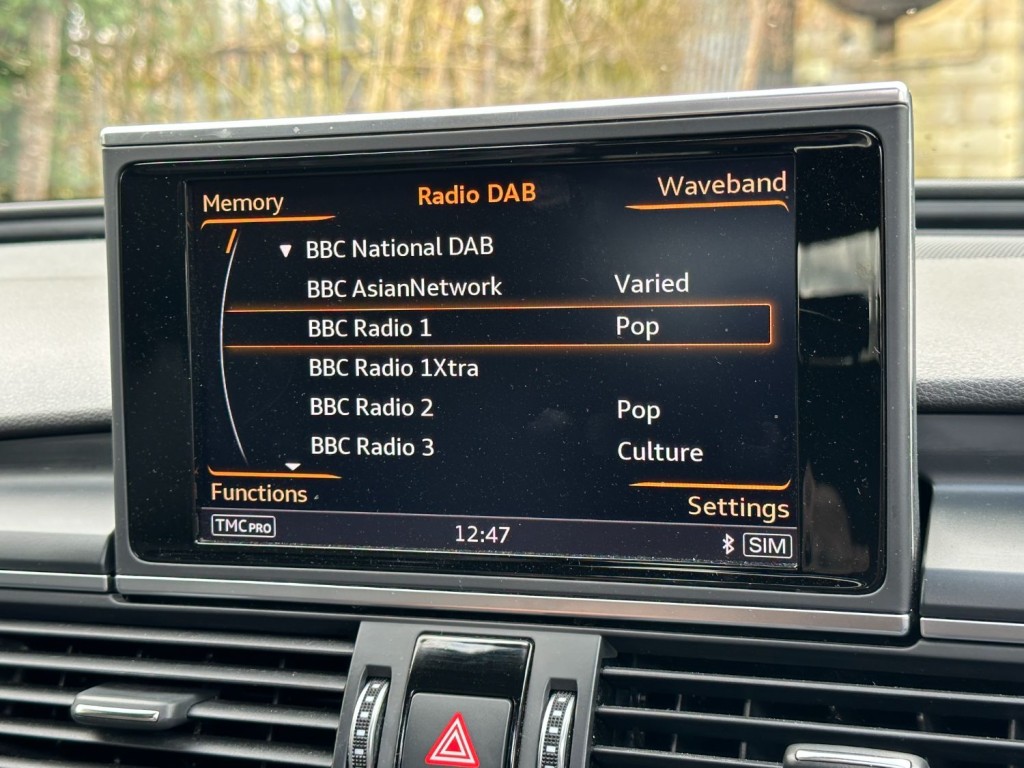 Memory Radio DAB Waveband
▼ BBC National DAB
BBC AsianNetwork Varied
BBC Radio 1 Pop
BBC Radio 1Xtra
BBC Radio 2 Pop
BBC Radio 3 Culture
Functions Settings
TMC PRO 12:47 SIM